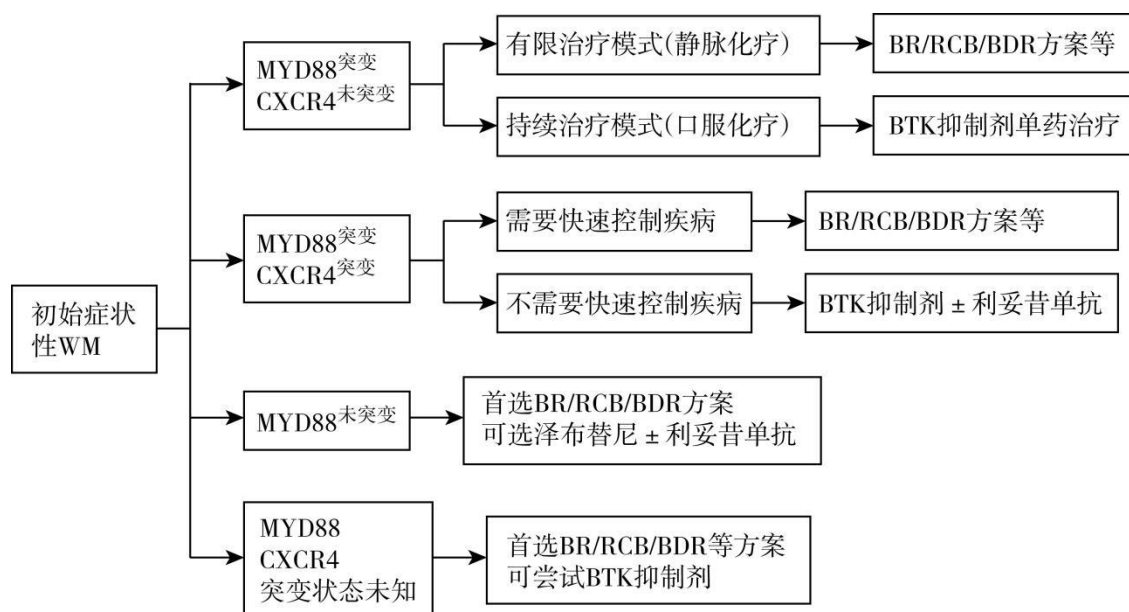 初始症状
性WM
MYD88突变
CXCR4未突变
有限治疗模式(静脉化疗)
BR/RCB/BDR方案等
持续治疗模式(口服化疗)
BTK抑制剂单药治疗
MYD88突变
CXCR4突变
需要快速控制疾病
BR/RCB/BDR方案等
不需要快速控制疾病
BTK抑制剂 ± 利妥昔单抗
MYD88未突变
首选BR/RCB/BDR方案
可选泽布替尼 ± 利妥昔单抗
MYD88
CXCR4
突变状态未知
首选BR/RCB/BDR等方案
可尝试BTK抑制剂